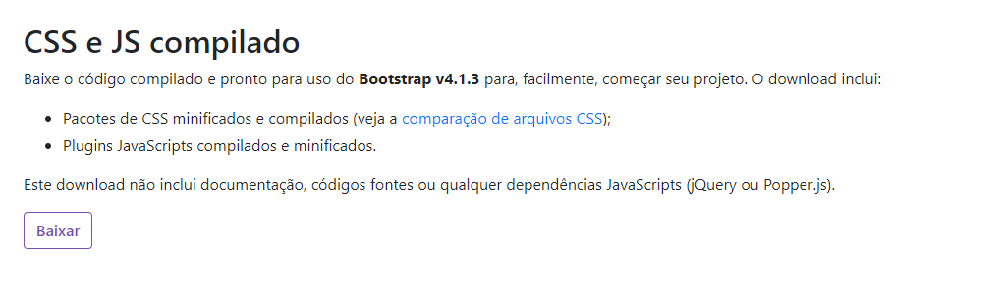 CSS e JS compilado
Baixe o código compilado e pronto para uso do Bootstrap v4.1.3 para, facilmente, começar seu projeto. O download inclui:
• Pacotes de CSS minificados e compilados (veja a comparação de arquivos CSS);
• Plugins JavaScripts compilados e minificados.
Este download não inclui documentação, códigos fontes ou qualquer dependências JavaScripts (jQuery ou Popper.js).
Baixar